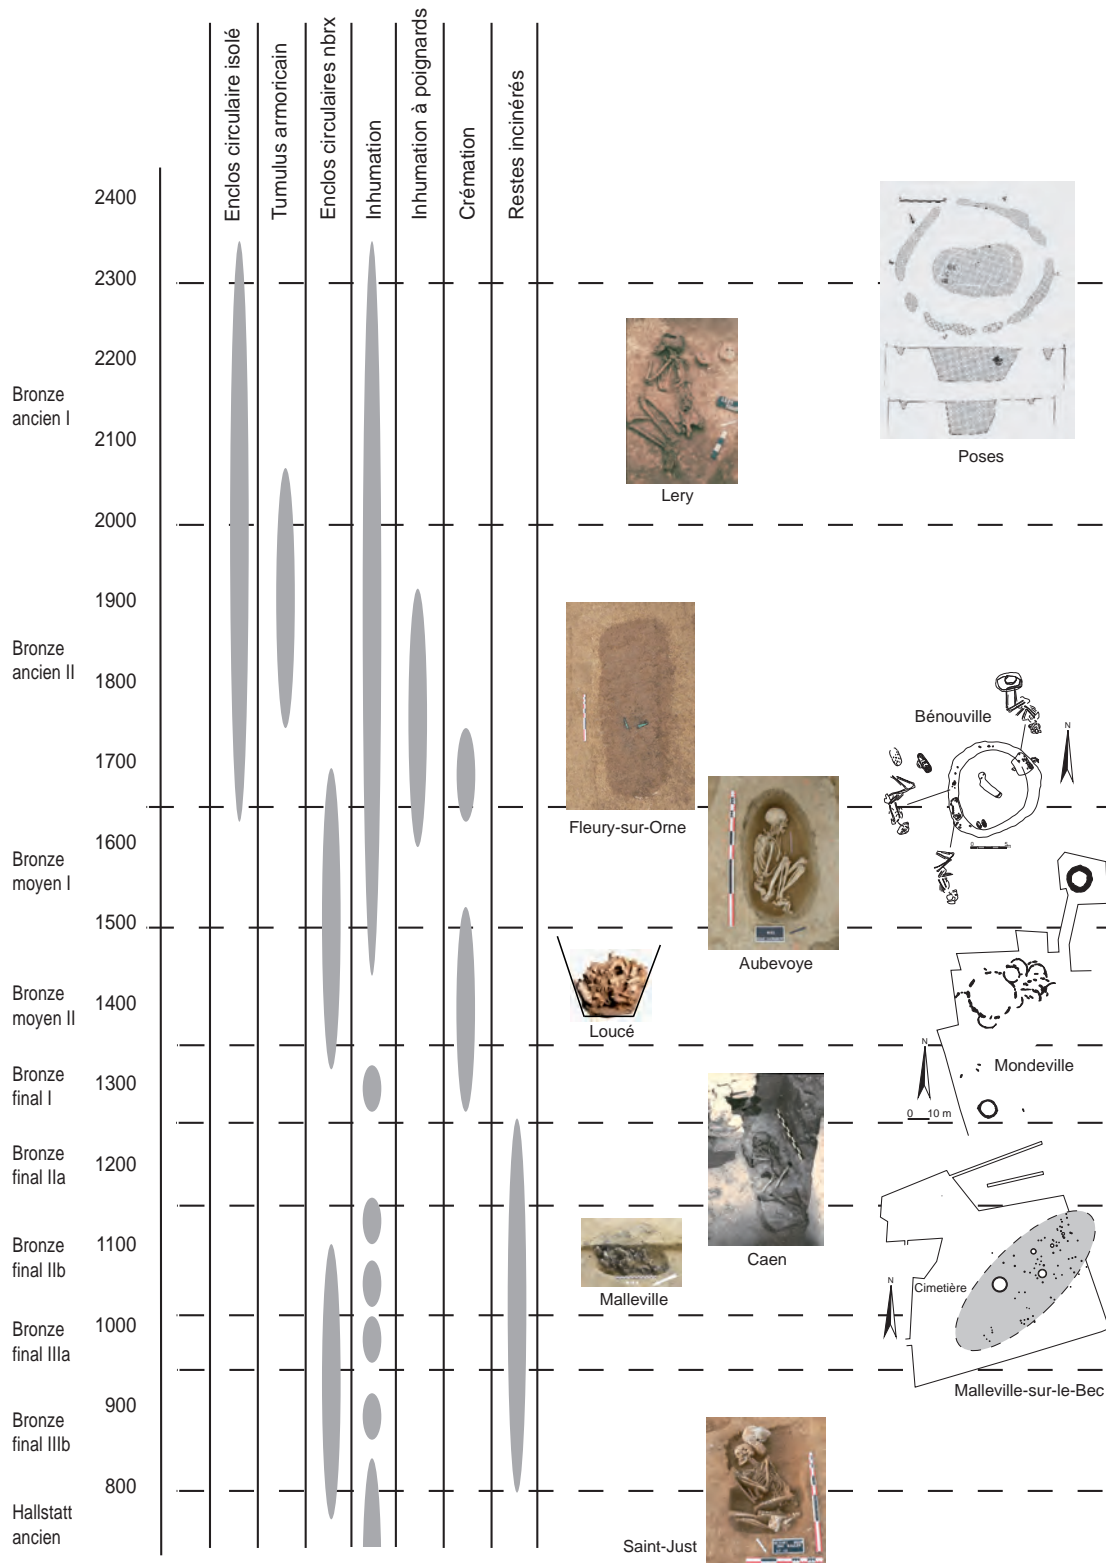 Enclos circulaire isolé
Tumulus armoricain
Enclos circulaires nbrx
Inhumation
Inhumation à poignards
Crémation
Restes incinérés
2400
2300
2200
Bronze
ancien I
2100
2000
1900
Bronze
ancien II
1800
1700
1600
Bronze
moyen I
1500
Bronze
moyen II
1400
Bronze
final I
1300
Bronze
final IIa
1200
Bronze
final IIb
1100
Bronze
final IIIa
1000
Bronze
final IIIb
900
800
Hallstatt
ancien
Poses
Lery
Fleury-sur-Orne
Bénouville
N
Aubevoye
Loucé
N
Mondeville
0 10 m
Caen
Malleville
Cimetière
N
Malleville-sur-le-Bec
Saint-Just